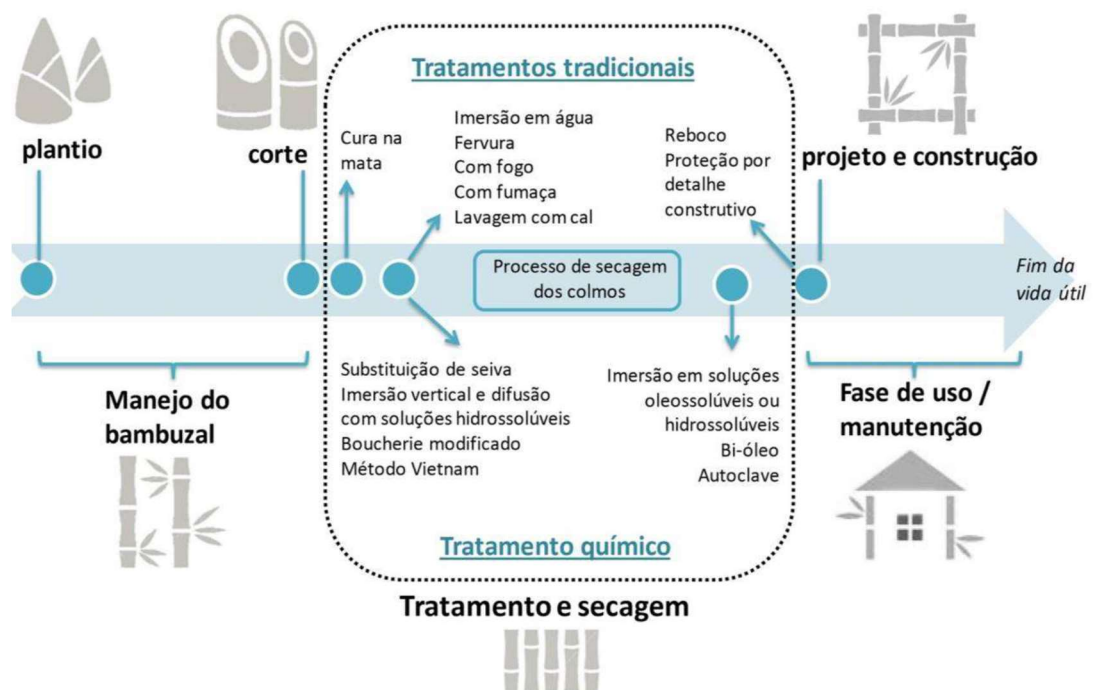 Tratamentos tradicionais
plantio
corte
Cura na
mata
Imersão em água
Fervura
Com fogo
Com fumaça
Lavagem com cal
Reboco
Proteção por
detalhe
construtivo
projeto e construção
Processo de secagem
dos colmos
Fim da
vida útil
Manejo do
bambuzal
Substituição de seiva
Imersão vertical e difusão
com soluções hidrossolúveis
Boucherie modificado
Método Vietnam
Imersão em soluções
oleossolúveis ou
hidrossolúveis
Bi-óleo
Autoclave
Fase de uso /
manutenção
Tratamento químico
Tratamento e secagem